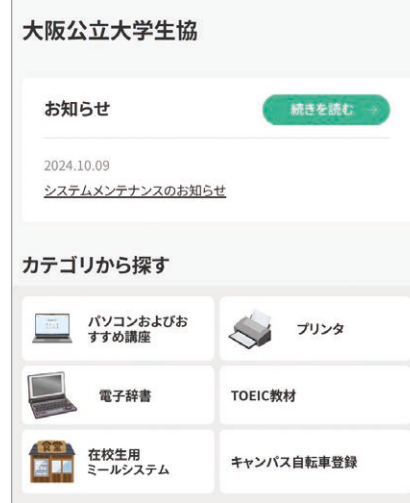 大阪公立大学生協
お知らせ
続きを読む →
2024.10.09
システムメンテナンスのお知らせ
カテゴリから探す
パソコンおよびお
すすめ講座
プリンタ
電子辞書
TOEIC教材
食堂
在校生用
ミールシステム
キャンパス自転車登録